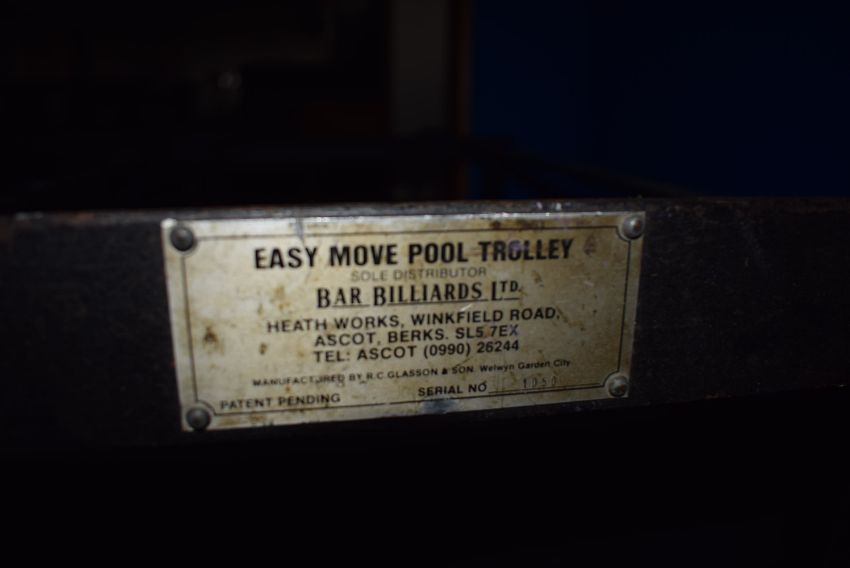 EASY MOVE POOL TROLLEY
SOLE DISTRIBUTOR
BAR BILLIARDS LTD.
HEATH WORKS, WINKFIELD ROAD,
ASCOT, BERKS. SL5 7EX
TEL: ASCOT (0990) 26244
MANUFACTURED BY R.C. GLASSON & SON. Welwyn Garden City
PATENT PENDING SERIAL NO 1050